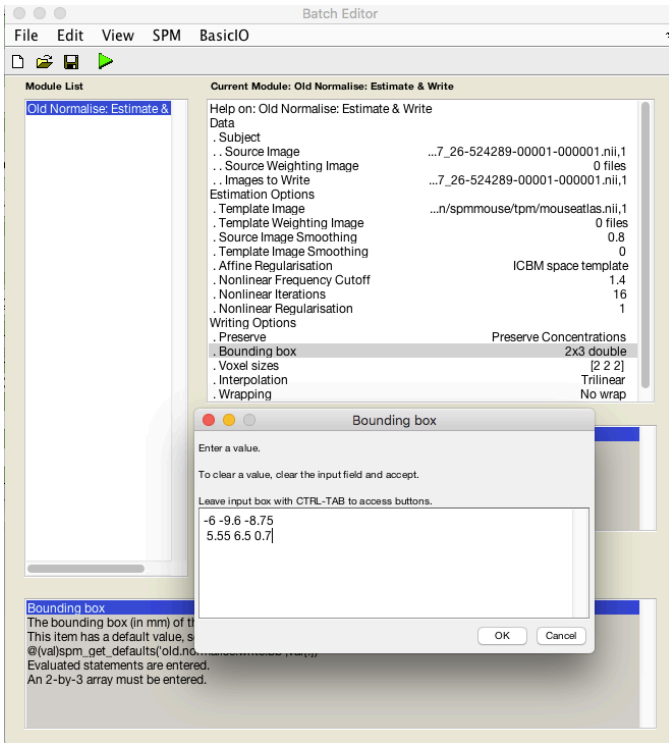 Batch Editor
File Edit View SPM BasicIO
Module List
Current Module: Old Normalise: Estimate & Write
Old Normalise: Estimate &
Help on: Old Normalise: Estimate & Write
Data
. Subject
. . Source Image ...7_26-524289-00001-000001.nii,1
. . Source Weighting Image 0 files
. . Images to Write ...7_26-524289-00001-000001.nii,1
Estimation Options
. Template Image ...n/spmmouse/tpm/mouseatlas.nii,1
. Template Weighting Image 0 files
. Source Image Smoothing 0.8
. Template Image Smoothing 0
. Affine Regularisation ICBM space template
. Nonlinear Frequency Cutoff 1.4
. Nonlinear Iterations 16
. Nonlinear Regularisation 1
Writing Options
. Preserve Preserve Concentrations
. Bounding box 2x3 double
. Voxel sizes [2 2 2]
. Interpolation Trilinear
. Wrapping No wrap
Bounding box
Enter a value.
To clear a value, clear the input field and accept.
Leave input box with CTRL-TAB to access buttons.
-6 -9.6 -8.75
5.55 6.5 0.7
OK Cancel
Bounding box
The bounding box (in mm) of
This item has a default value,
Evaluated statements are entered.
An 2-by-3 array must be entered.